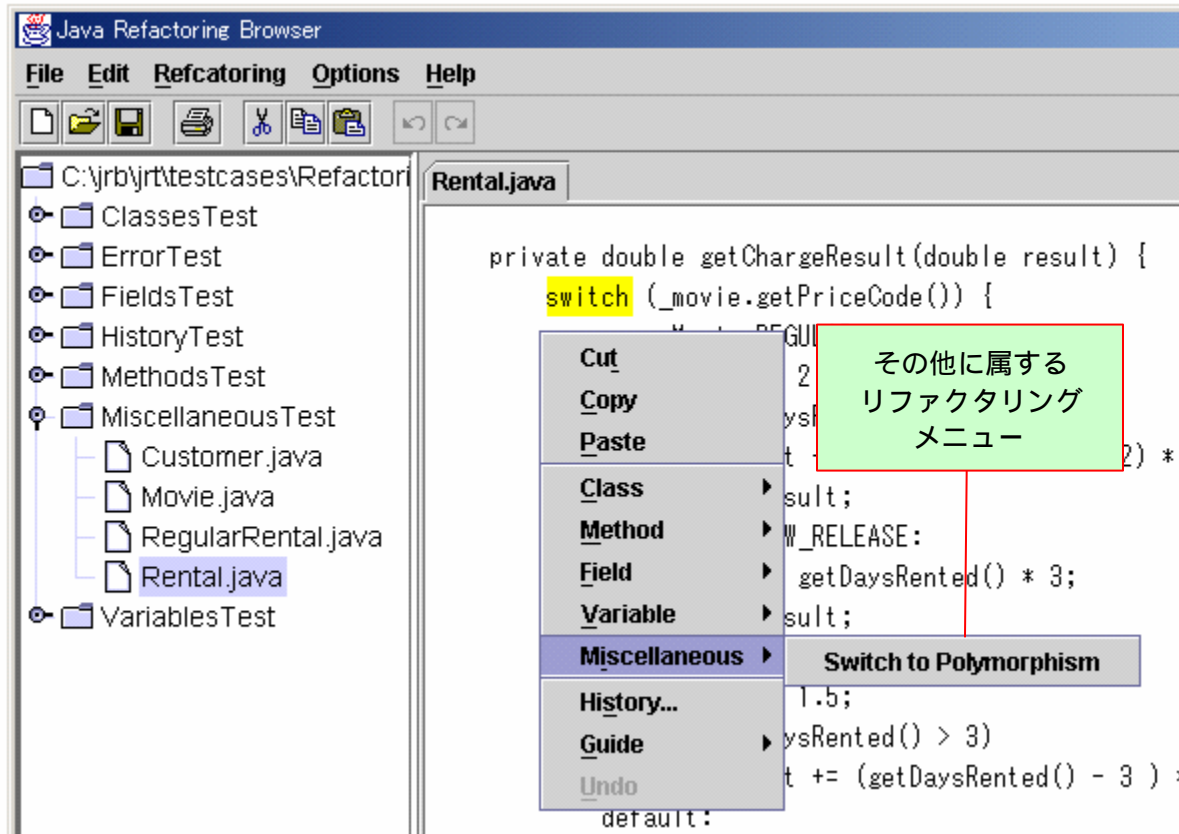 Java Refactoring Browser
File Edit Refcatoring Options Help
C:\jrb\jrt\testcases\Refactori
ClassesTest
ErrorTest
FieldsTest
HistoryTest
MethodsTest
MiscellaneousTest
Customer.java
Movie.java
RegularRental.java
Rental.java
VariablesTest
Rental.java
private double getChargeResult(double result) {
switch (_movie.getPriceCode()) {
Cut
Copy
Paste
Class
Method
Field
Variable
Miscellaneous
History...
Guide
Undo
Switch to Polymorphism
その他に属する
リファクタリング
メニュー
2
2) *
sult;
W_RELEASE:
getDaysRented() * 3;
sult;
1.5;
ysRented() > 3)
t += (getDaysRented() - 3 )
default: